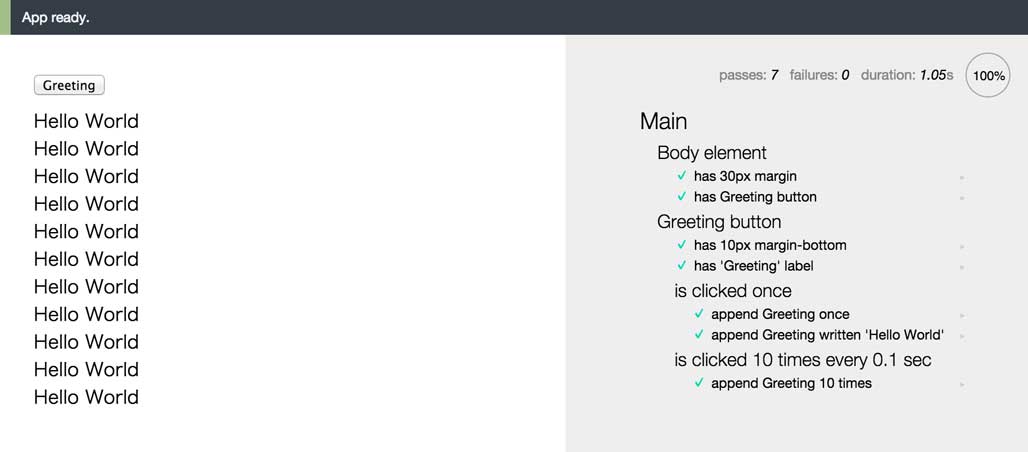 App ready.
Greeting
Hello World
Hello World
Hello World
Hello World
Hello World
Hello World
Hello World
Hello World
Hello World
Hello World
Hello World
passes: 7 failures: 0 duration: 1.05s 100%
Main
Body element
✓ has 30px margin
✓ has Greeting button
Greeting button
✓ has 10px margin-bottom
✓ has 'Greeting' label
is clicked once
✓ append Greeting once
✓ append Greeting written 'Hello World'
is clicked 10 times every 0.1 sec
✓ append Greeting 10 times